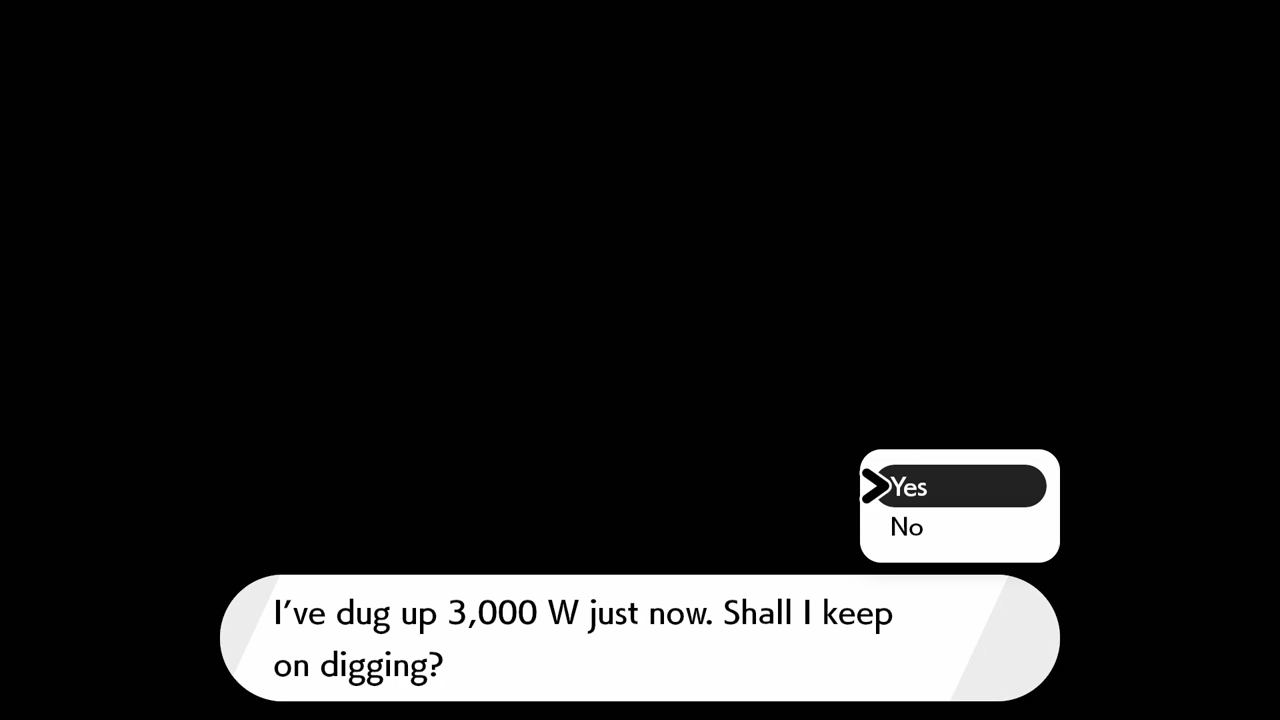 Yes
No
I've dug up 3,000 W just now. Shall I keep
on digging?